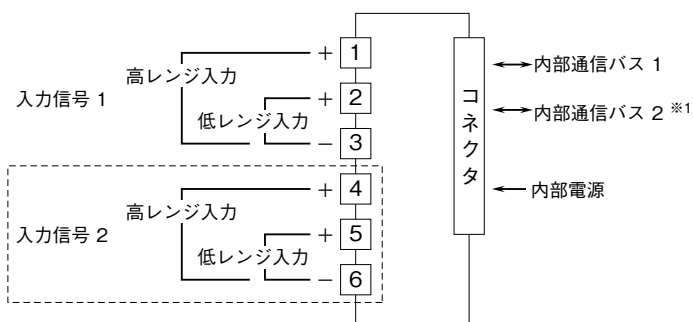 入力信号 1
高レンジ入力
低レンジ入力
+ 1
+ 2
− 3
入力信号 2
高レンジ入力
低レンジ入力
+ 4
+ 5
− 6
コネクタ
内部通信バス 1
内部通信バス 2 ※1
内部電源